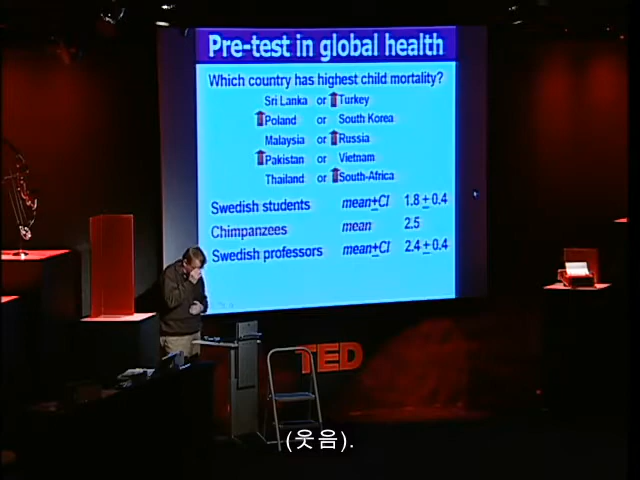 Pre-test in global health
Which country has highest child mortality?
Sri Lanka or Turkey
Poland or South Korea
Malaysia or Russia
Pakistan or Vietnam
Thailand or South-Africa
Swedish students mean±CI 1.8 ± 0.4
Chimpanzees mean 2.5
Swedish professors mean±CI 2.4 ± 0.4
TED
(웃음).